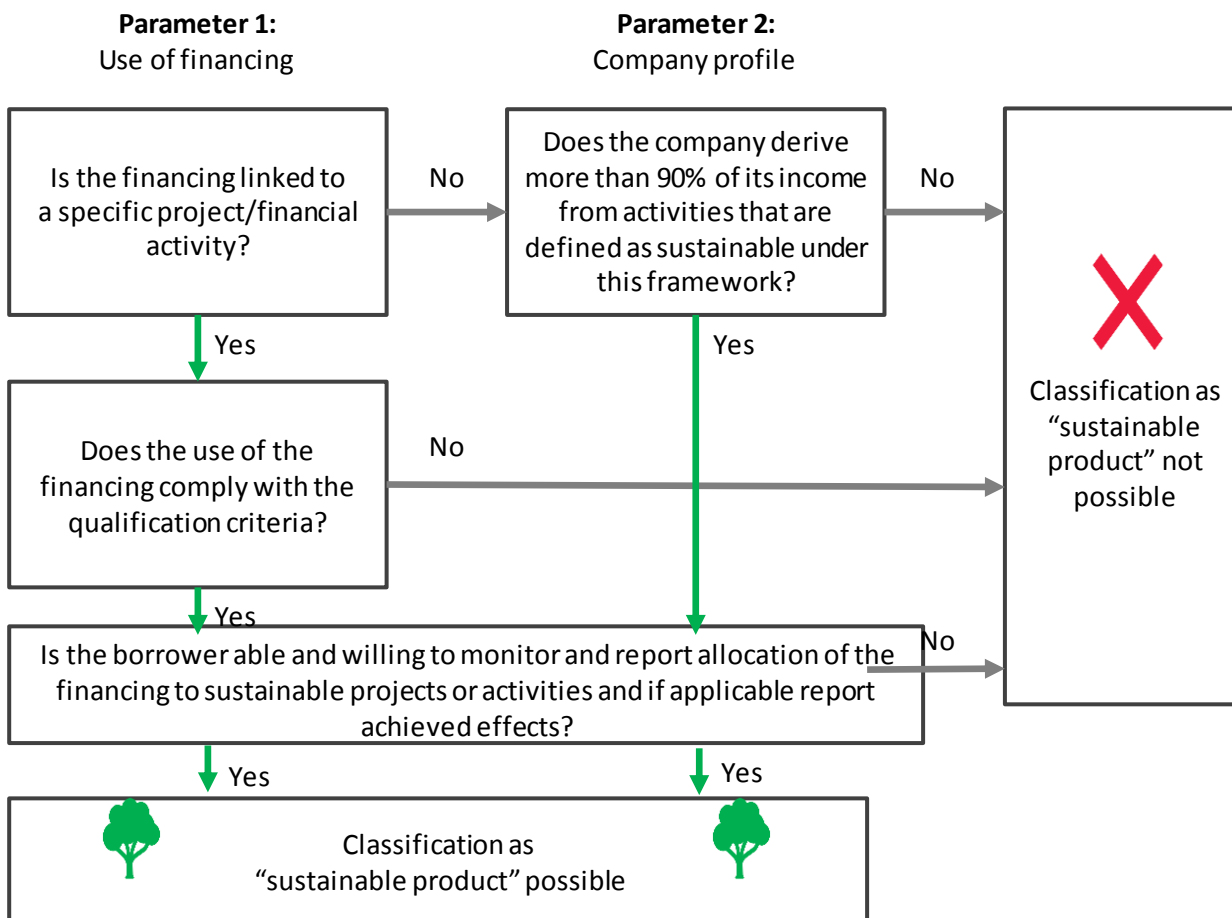 Parameter 1:
Use of financing
Parameter 2:
Company profile
Is the financing linked to
a specific project/financial
activity?
No
Does the company derive
more than 90% of its income
from activities that are
defined as sustainable under
this framework?
No
Yes
Yes
Does the use of the
financing comply with the
qualification criteria?
No
Classification as
“sustainable
product” not
possible
Yes
Is the borrower able and willing to monitor and report allocation of the
financing to sustainable projects or activities and if applicable report
achieved effects?
No
Yes
Yes
Classification as
“sustainable product” possible